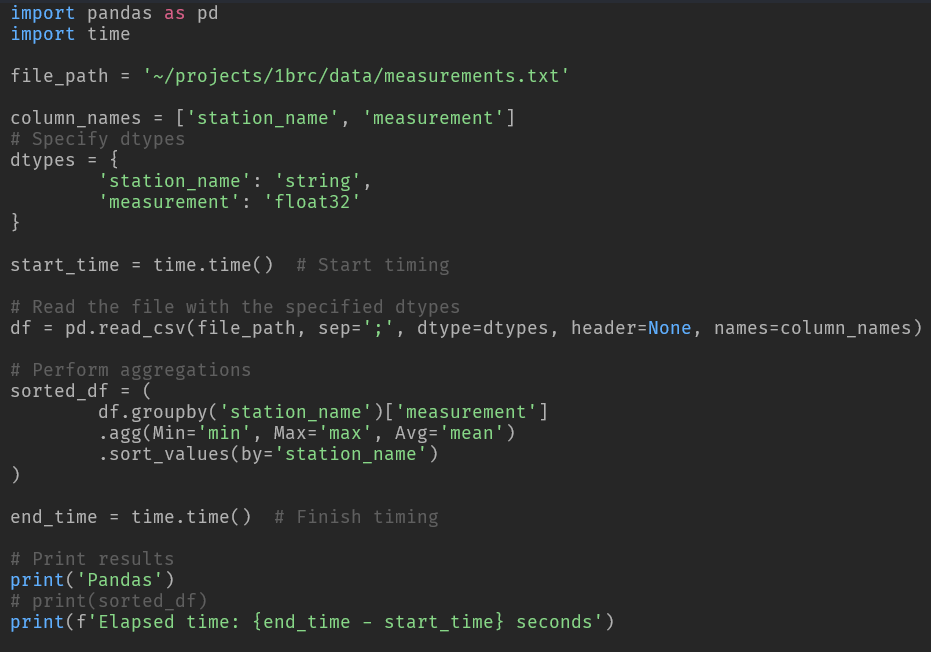 import pandas as pd
import time

file_path = '~/projects/1brc/data/measurements.txt'

column_names = ['station_name', 'measurement']
# Specify dtypes
dtypes = {
        'station_name': 'string',
        'measurement': 'float32'
}

start_time = time.time()  # Start timing

# Read the file with the specified dtypes
df = pd.read_csv(file_path, sep=';', dtype=dtypes, header=None, names=column_names)

# Perform aggregations
sorted_df = (
        df.groupby('station_name')['measurement']
        .agg(Min='min', Max='max', Avg='mean')
        .sort_values(by='station_name')
)

end_time = time.time()  # Finish timing

# Print results
print('Pandas')
# print(sorted_df)
print(f'Elapsed time: {end_time - start_time} seconds')